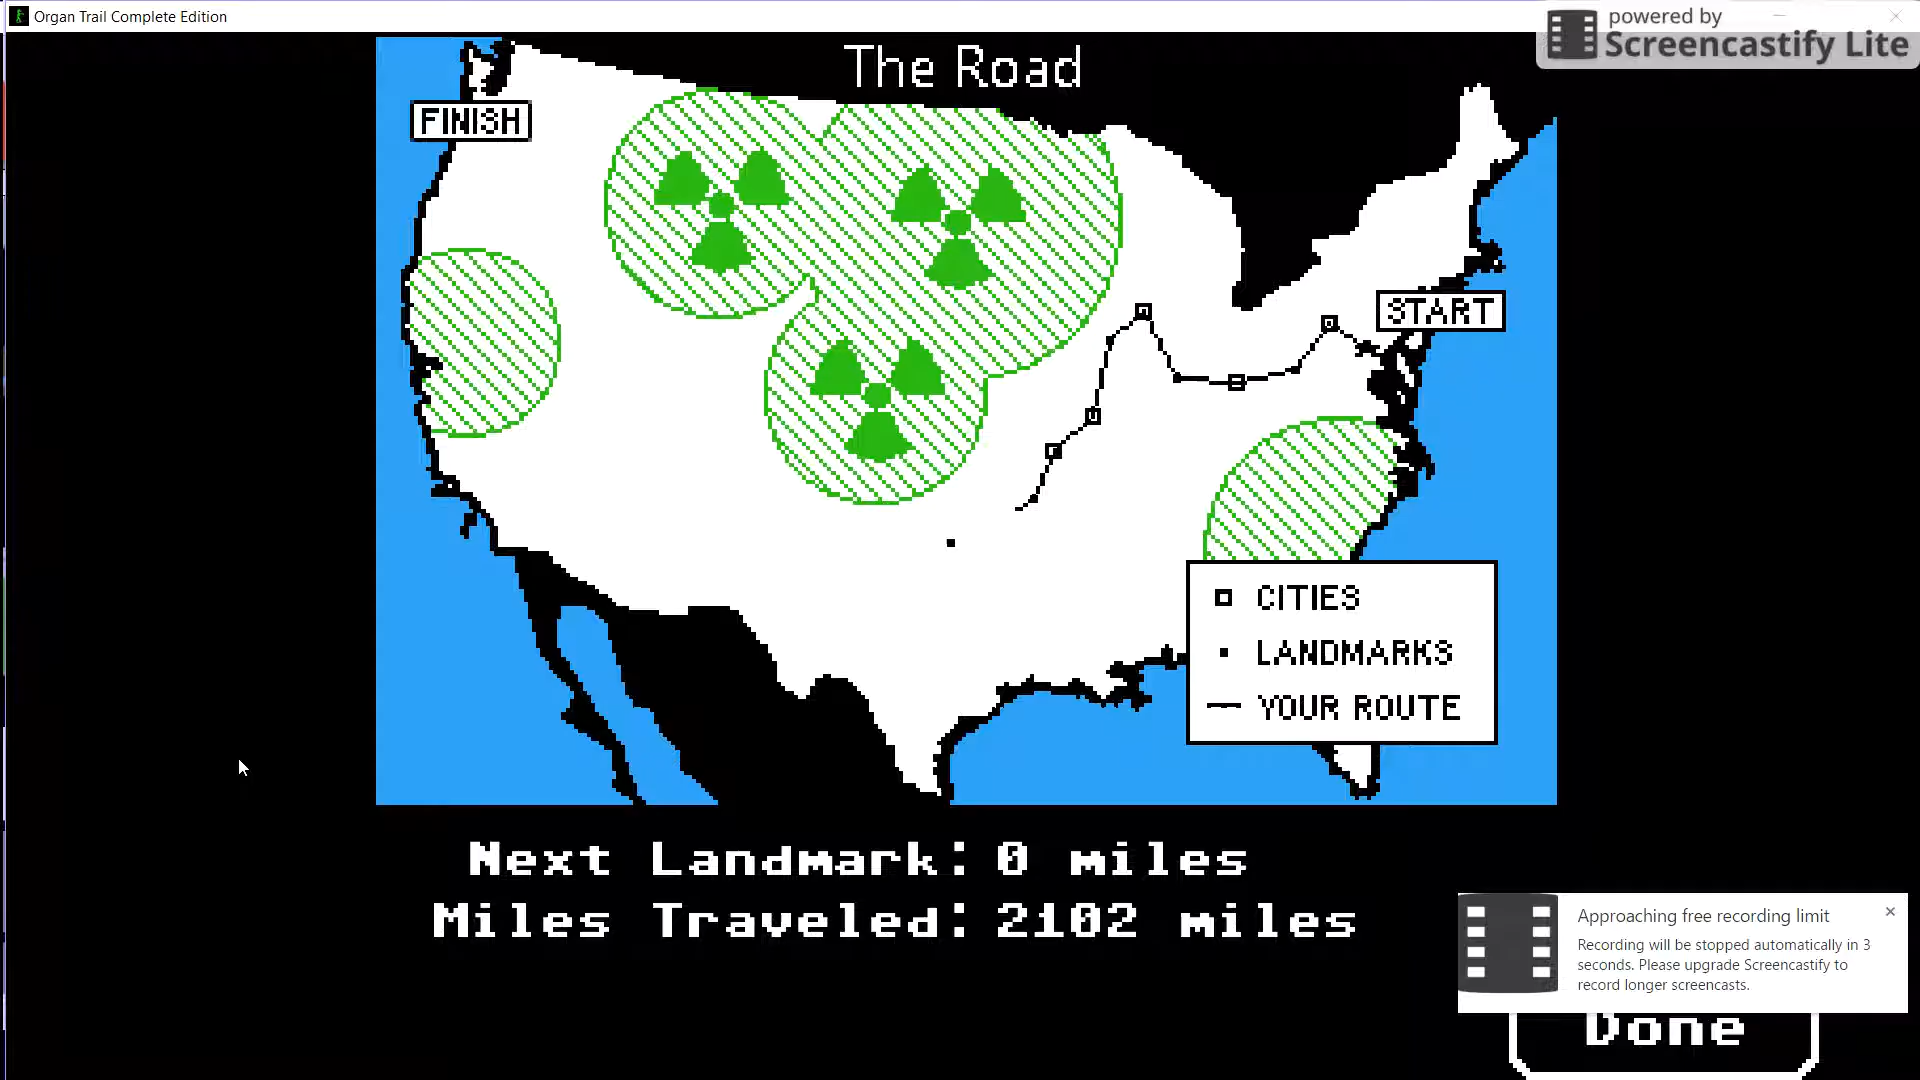 Organ Trail Complete Edition
powered by
Screencastify Lite
The Road
FINISH
START
CITIES
LANDMARKS
YOUR ROUTE
Next Landmark: 0 miles
Miles Traveled: 2102 miles
Approaching free recording limit
Recording will be stopped automatically in 3
seconds. Please upgrade Screencastify to
record longer screencasts.
Done